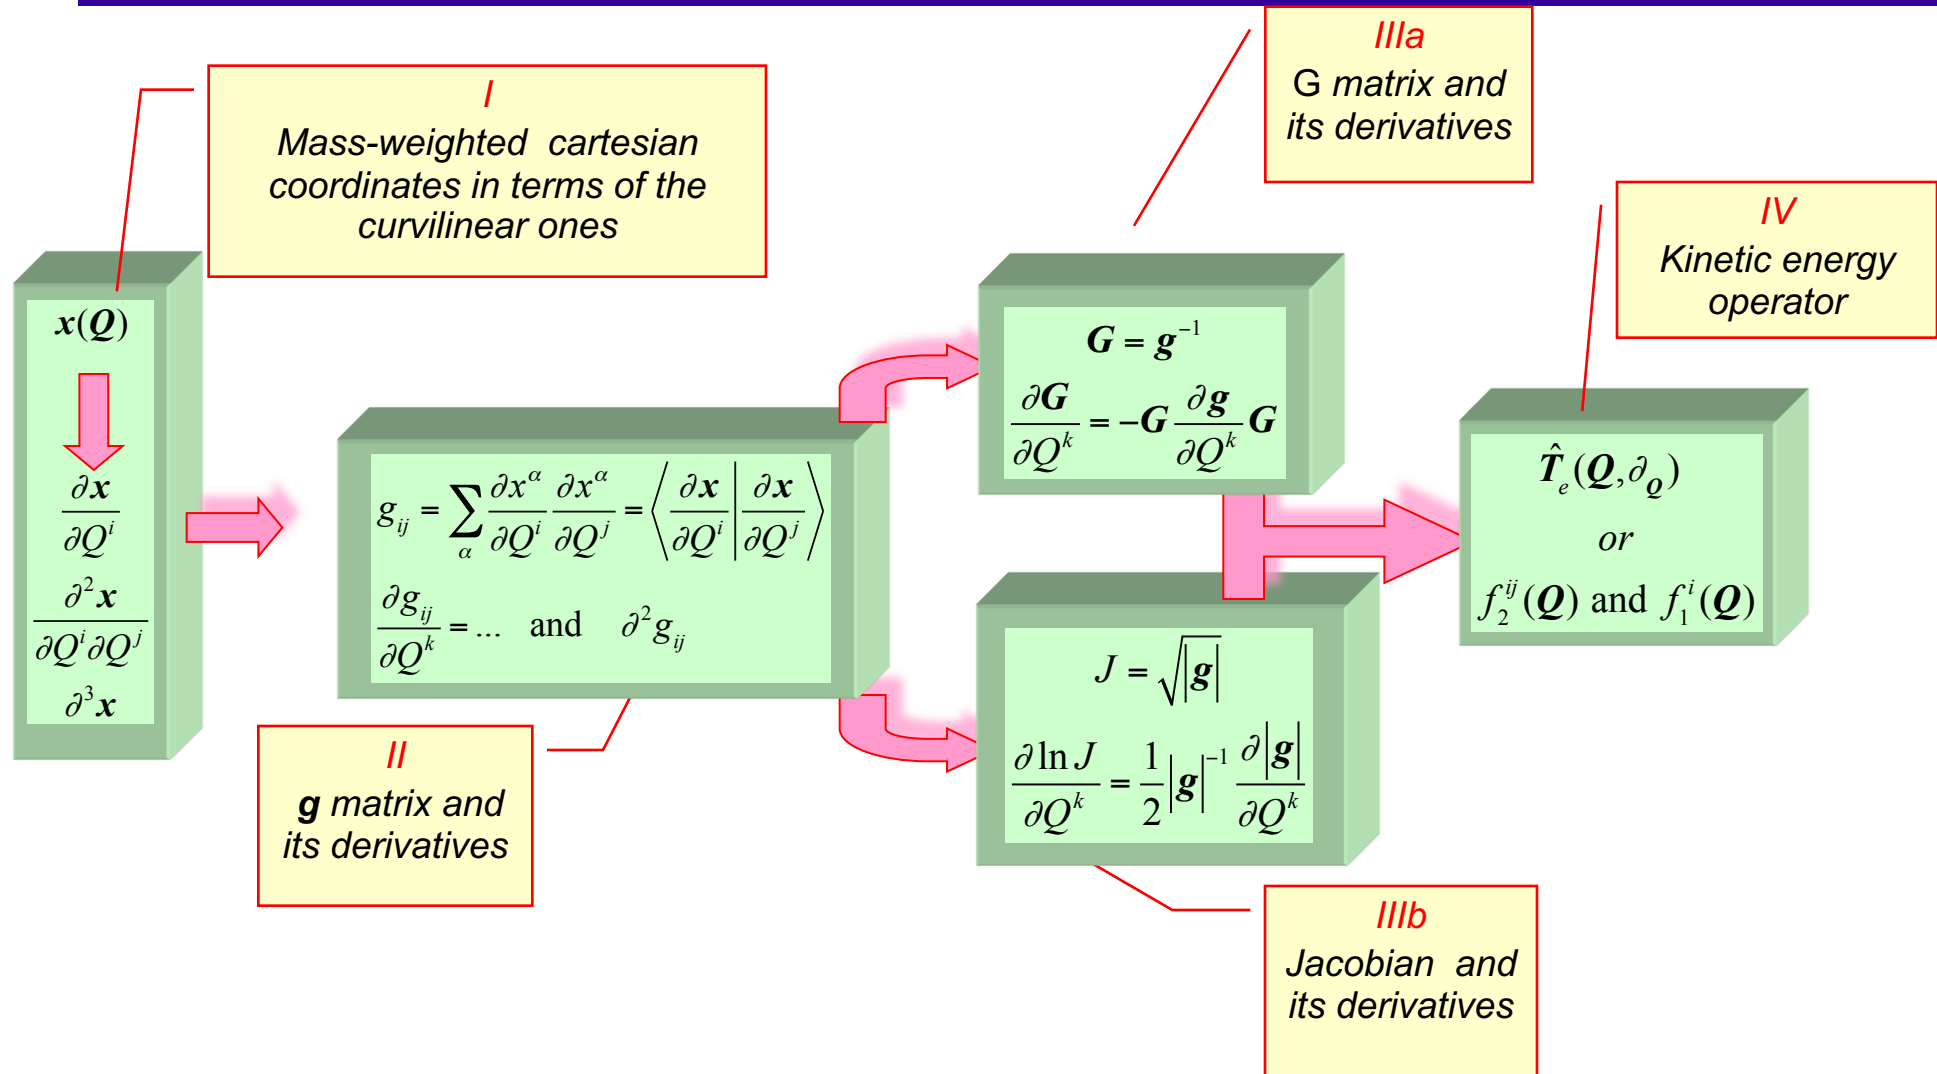 I
Mass-weighted cartesian
coordinates in terms of the
curvilinear ones
x(Q)
∂x/∂Q^i
∂²x/∂Q^i∂Q^j
∂³x
II
g matrix and
its derivatives
g_ij = ∑_α ∂x^α/∂Q^i ∂x^α/∂Q^j = ⟨∂x/∂Q^i|∂x/∂Q^j⟩
∂g_ij/∂Q^k = ... and ∂²g_ij
IIIa
G matrix and
its derivatives
G = g^-1
∂G/∂Q^k = -G ∂g/∂Q^k G
J = √|g|
∂ ln J/∂Q^k = 1/2 |g|^-1 ∂|g|/∂Q^k
IIIb
Jacobian and
its derivatives
IV
Kinetic energy
operator
T̂_e(Q,∂_Q)
or
f_2^ij(Q) and f_1^i(Q)